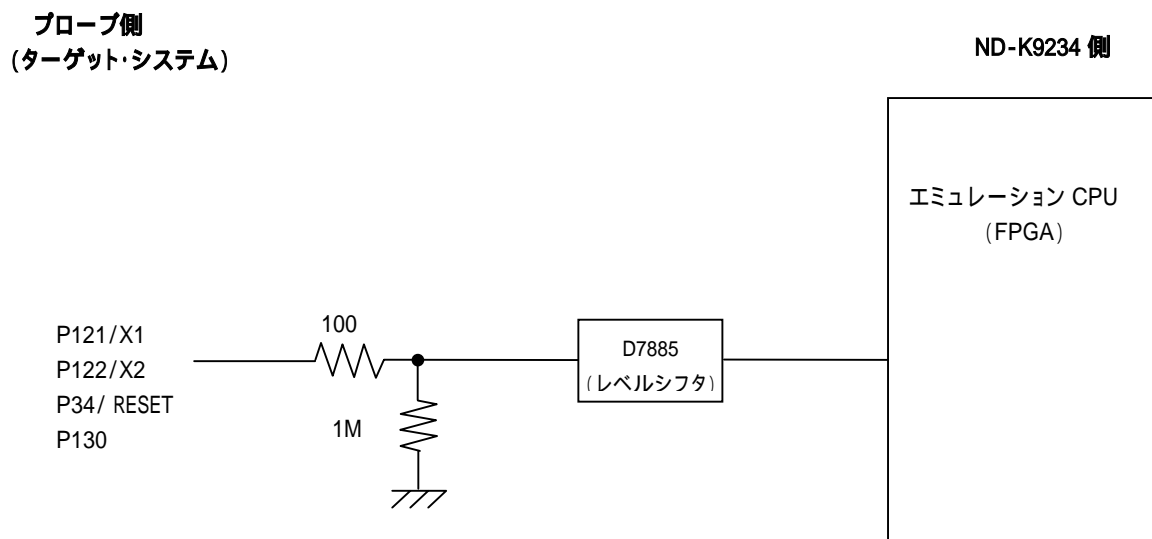 プローブ側
(ターゲット・システム)
ND-K9234 側
エミュレーション CPU
(FPGA)
P121/X1
P122/X2
P34/ RESET
P130
100
1M
D7885
(レベルシフタ)